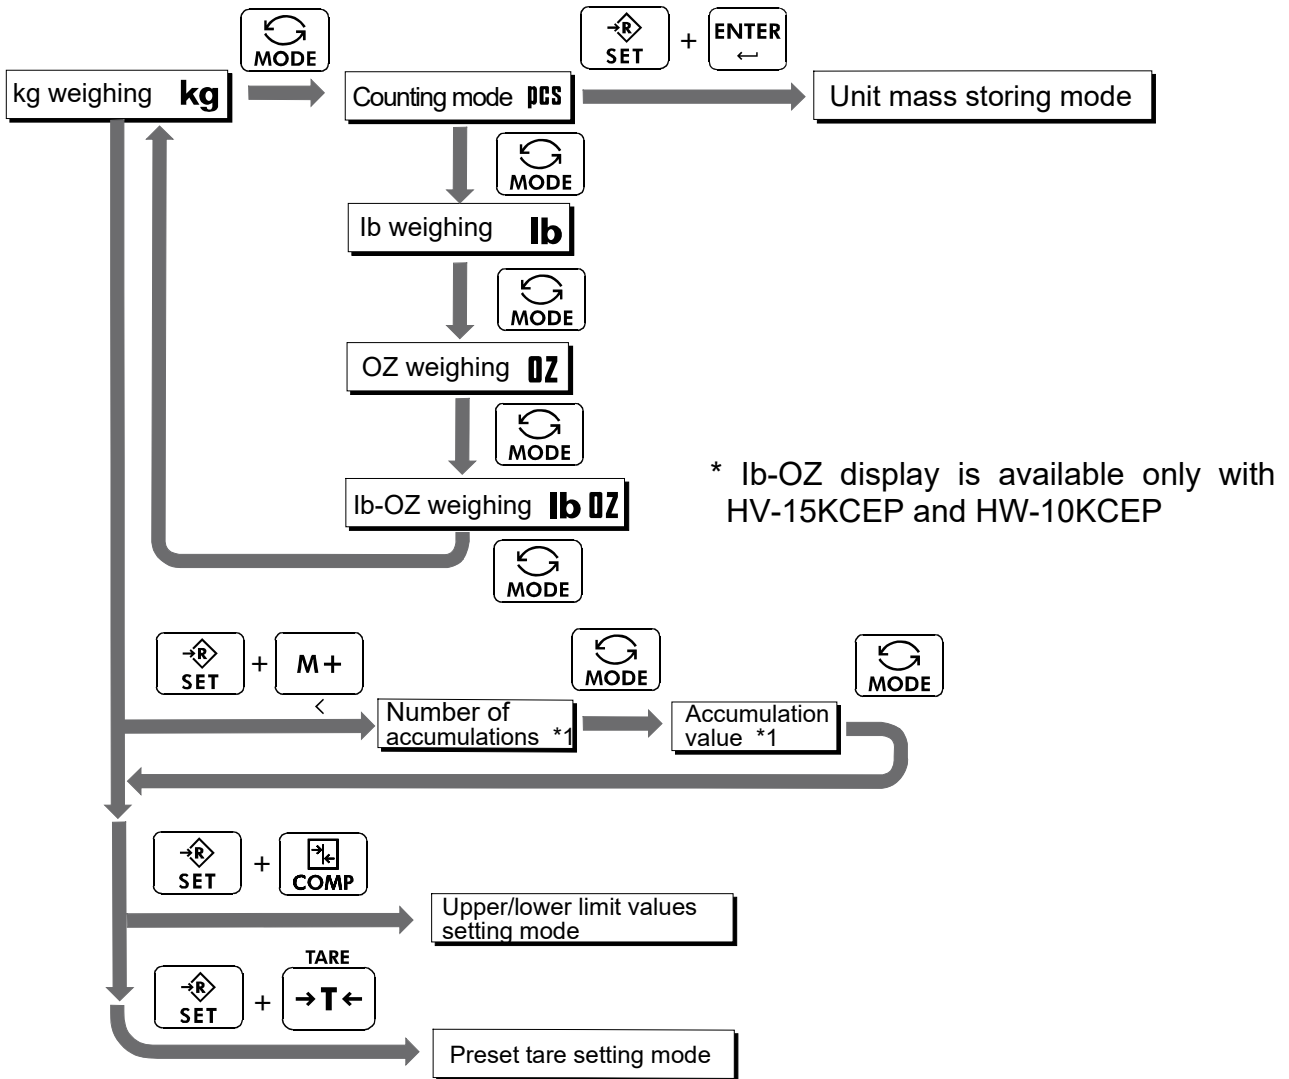 MODE
SET + ENTER
kg weighing kg
Counting mode pcs
Unit mass storing mode
MODE
lb weighing lb
MODE
OZ weighing OZ
MODE
lb-OZ weighing lb OZ
* lb-OZ display is available only with
HV-15KCEP and HW-10KCEP
MODE
SET + M+
<
MODE
MODE
Number of
accumulations *1
Accumulation
value *1
SET + COMP
Upper/lower limit values
setting mode
TARE
SET + →T←
Preset tare setting mode